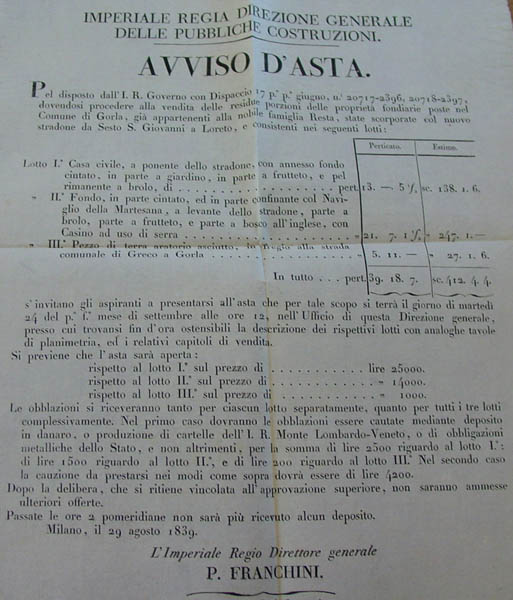 IMPERIALE REGIA DIREZIONE GENERALE
DELLE PUBBLICHE COSTRUZIONI.
AVVISO D'ASTA.
Pel disposto dall'I. R. Governo con Dispaccio 17 p.º p.º giugno, n.i 20717-2396, 20718-2397,
dovendosi procedere alla vendita delle residue porzioni delle proprietà fondiarie poste nel
Comune di Gorla, già appartenenti alla nobile famiglia Resta, state scorporate col nuovo
stradone da Sesto S. Giovanni a Loreto, e consistenti nei seguenti lotti:
Perticato. Estimo.
Lotto I.º Casa civile, a ponente dello stradone, con annesso fondo
cintato, in parte a giardino, in parte a frutteto, e pel
rimanente a brolo, di . . . . . . . . . . . . . . . . . . . pert. 13. — 5 sc. 138. 1. 6.
" II.º Fondo, in parte cintato, ed in parte confinante col Navi-
glio della Martesana, a levante dello stradone, parte a
brolo, parte a frutteto, e parte a bosco all'inglese, con
Casino ad uso di serra . . . . . . . . . . . . . . . . . . " 21. 7. 1 " 247. 1.—
" III.º Pezzo di terra aratorio asciutto, in fregio alla strada
comunale di Greco a Gorla . . . . . . . . . . . . . . . " 5. 11. — " 27. 1. 6.
In tutto . . . pert. 39. 18. 7. sc. 412. 4. 4.
s'invitano gli aspiranti a presentarsi all'asta che per tale scopo si terrà il giorno di martedì
24 del p.º f.º mese di settembre alle ore 12, nell'Ufficio di questa Direzione generale,
presso cui trovansi fin d'ora ostensibili la descrizione dei rispettivi lotti con analoghe tavole
di planimetria, ed i relativi capitoli di vendita.
Si previene che l'asta sarà aperta:
rispetto al lotto I.º sul prezzo di . . . . . . . . . . . lire 25000.
rispetto al lotto II.º sul prezzo di . . . . . . . . . . . " 14000.
rispetto al lotto III.º sul prezzo di . . . . . . . . . . . " 1000.
Le obblazioni si riceveranno tanto per ciascun lotto separatamente, quanto per tutti i tre lotti
complessivamente. Nel primo caso dovranno le obblazioni essere cautate mediante deposito
in danaro, o produzione di cartelle dell'I. R. Monte Lombardo-Veneto, o di obbligazioni
metalliche dello Stato, e non altrimenti, per la somma di lire 2500 riguardo al lotto I.º:
di lire 1500 riguardo al lotto II.º, e di lire 200 riguardo al lotto III.º Nel secondo caso
la cauzione da prestarsi nei modi come sopra dovrà essere di lire 4200.
Dopo la delibera, che si ritiene vincolata all'approvazione superiore, non saranno ammesse
ulteriori offerte.
Passate le ore 2 pomeridiane non sarà più ricevuto alcun deposito.
Milano, il 29 agosto 1839.
L'Imperiale Regio Direttore generale
P. FRANCHINI.